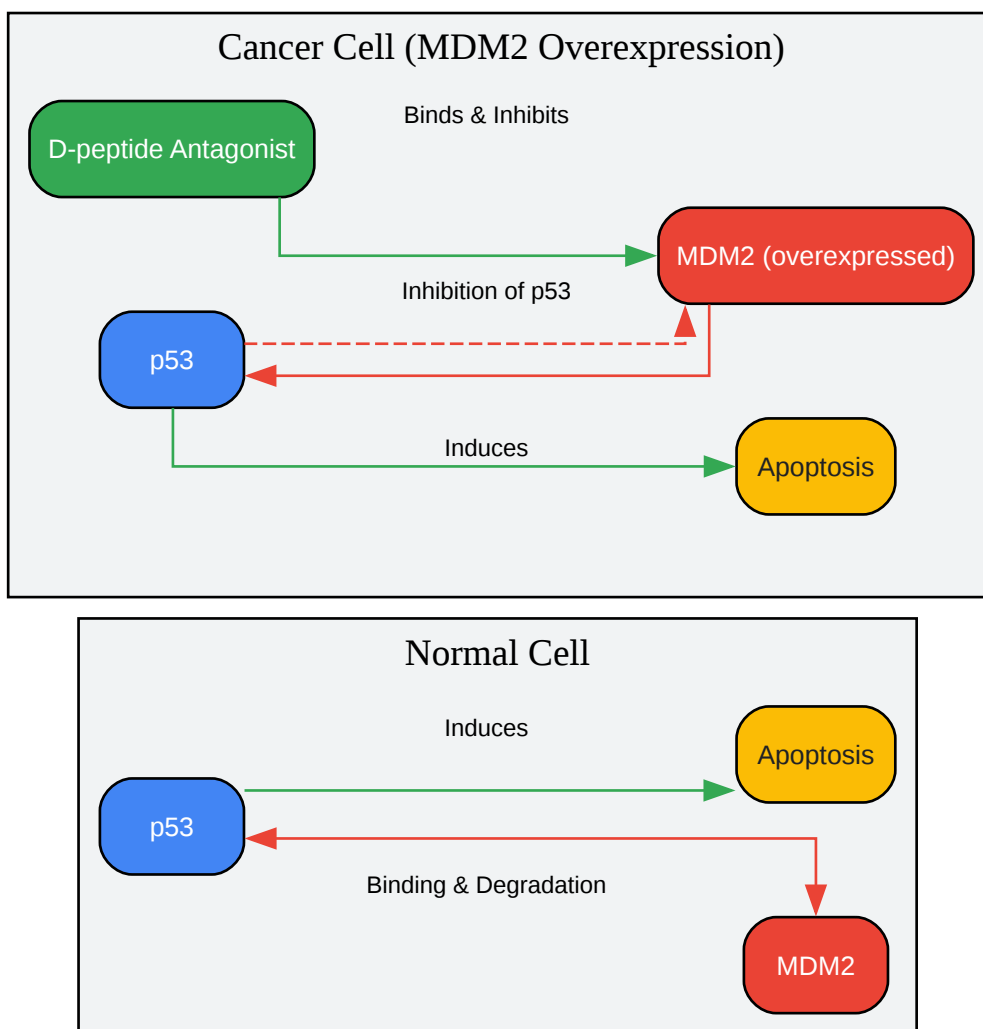 Cancer Cell (MDM2 Overexpression)
Binds & Inhibits
D-peptide Antagonist
MDM2 (overexpressed)
Inhibition of p53
p53
Induces
Apoptosis
Normal Cell
Induces
Apoptosis
p53
Binding & Degradation
MDM2